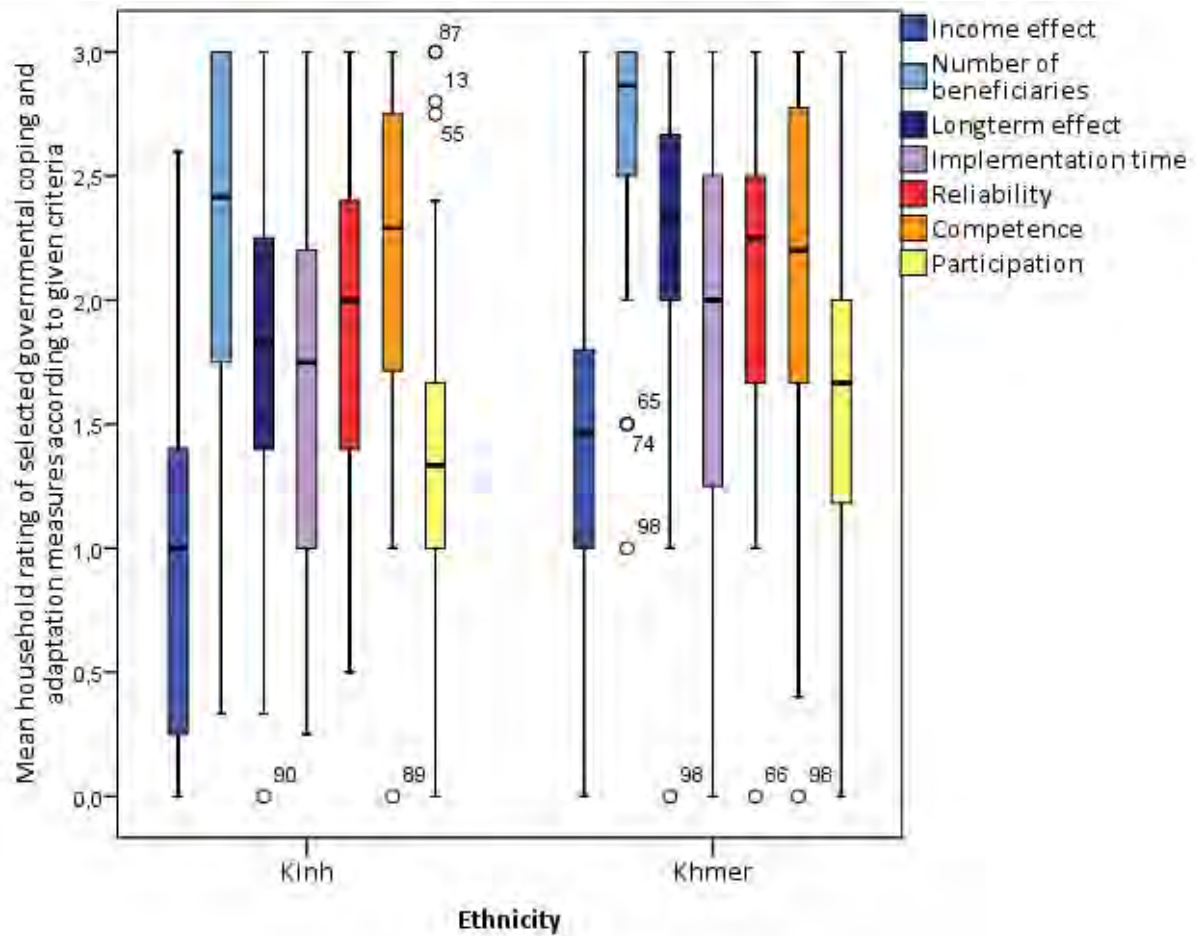 Mean household rating of selected governmental coping and
adaptation measures according to given criteria
3.0
2.5
2.0
1.5
1.0
0.5
0.0
87
13
55
90
89
65
74
98
98
66
98
Kinh
Khmer
Ethnicity
Income effect
Number of
beneficiaries
Longterm effect
Implementation time
Reliability
Competence
Participation